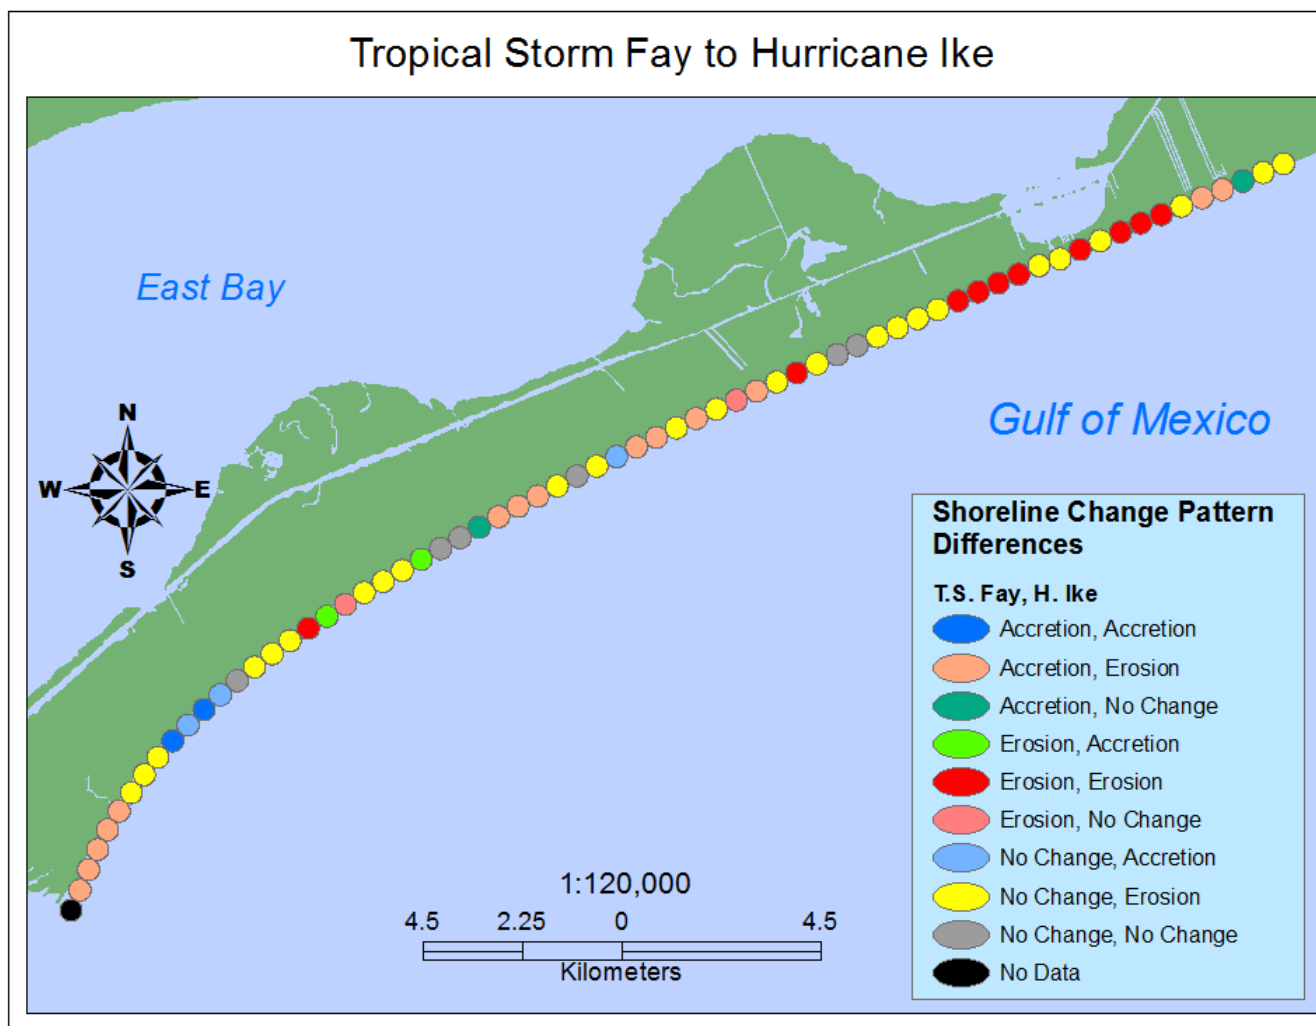 Tropical Storm Fay to Hurricane Ike
East Bay
Gulf of Mexico
N
W E
S
Shoreline Change Pattern
Differences
T.S. Fay, H. Ike
Accretion, Accretion
Accretion, Erosion
Accretion, No Change
Erosion, Accretion
Erosion, Erosion
Erosion, No Change
No Change, Accretion
No Change, Erosion
No Change, No Change
No Data
1:120,000
4.5 2.25 0 4.5
Kilometers